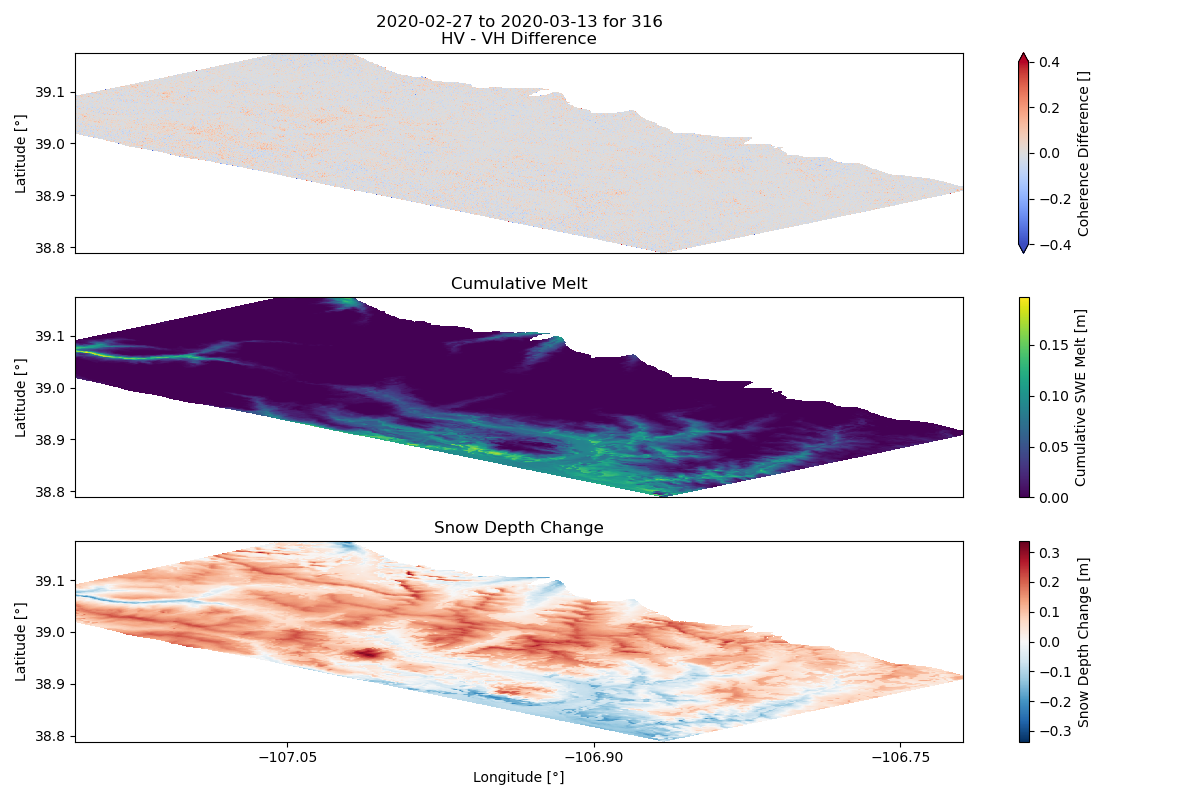 2020-02-27 to 2020-03-13 for 316
HV - VH Difference
39.1
39.0
38.9
38.8
Latitude [°]
0.4
0.2
0.0
−0.2
−0.4
Coherence Difference []
Cumulative Melt
39.1
39.0
38.9
38.8
Latitude [°]
0.15
0.10
0.05
0.00
Cumulative SWE Melt [m]
Snow Depth Change
39.1
39.0
38.9
38.8
Latitude [°]
0.3
0.2
0.1
0.0
−0.1
−0.2
−0.3
Snow Depth Change [m]
−107.05 −106.90 −106.75
Longitude [°]